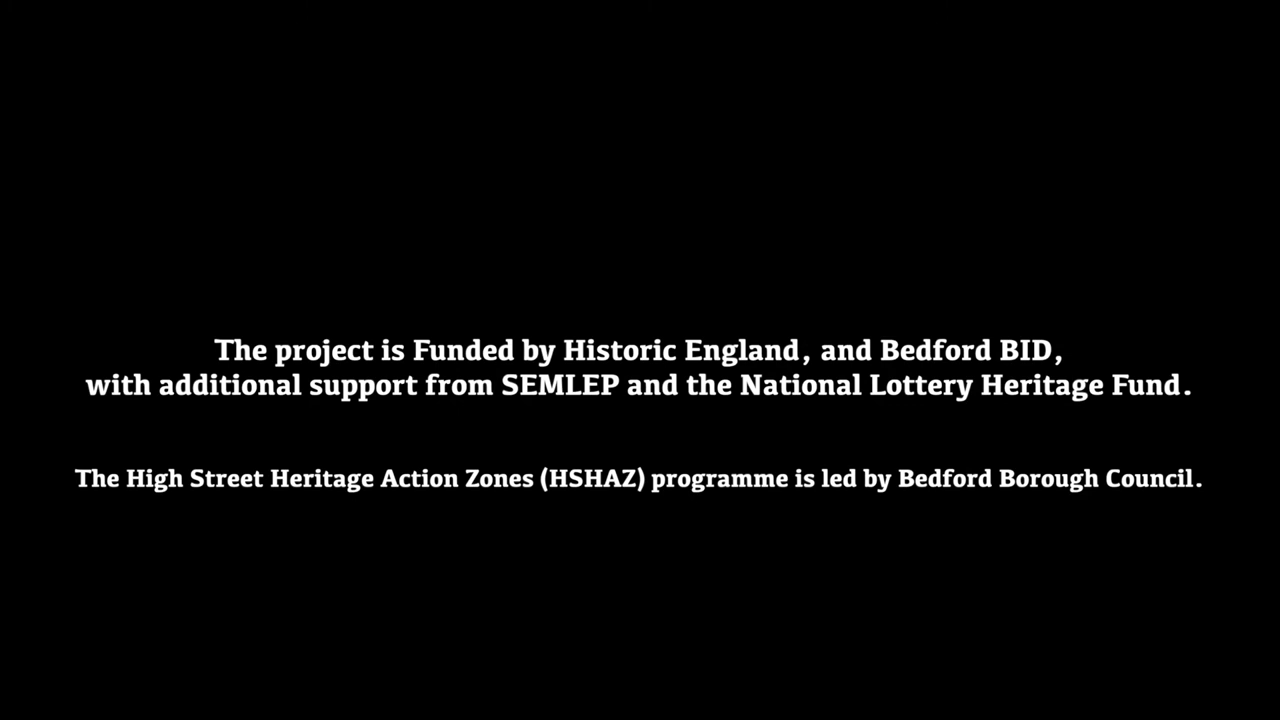 The project is Funded by Historic England, and Bedford BID,
with additional support from SEMLEP and the National Lottery Heritage Fund.
The High Street Heritage Action Zones (HSHAZ) programme is led by Bedford Borough Council.